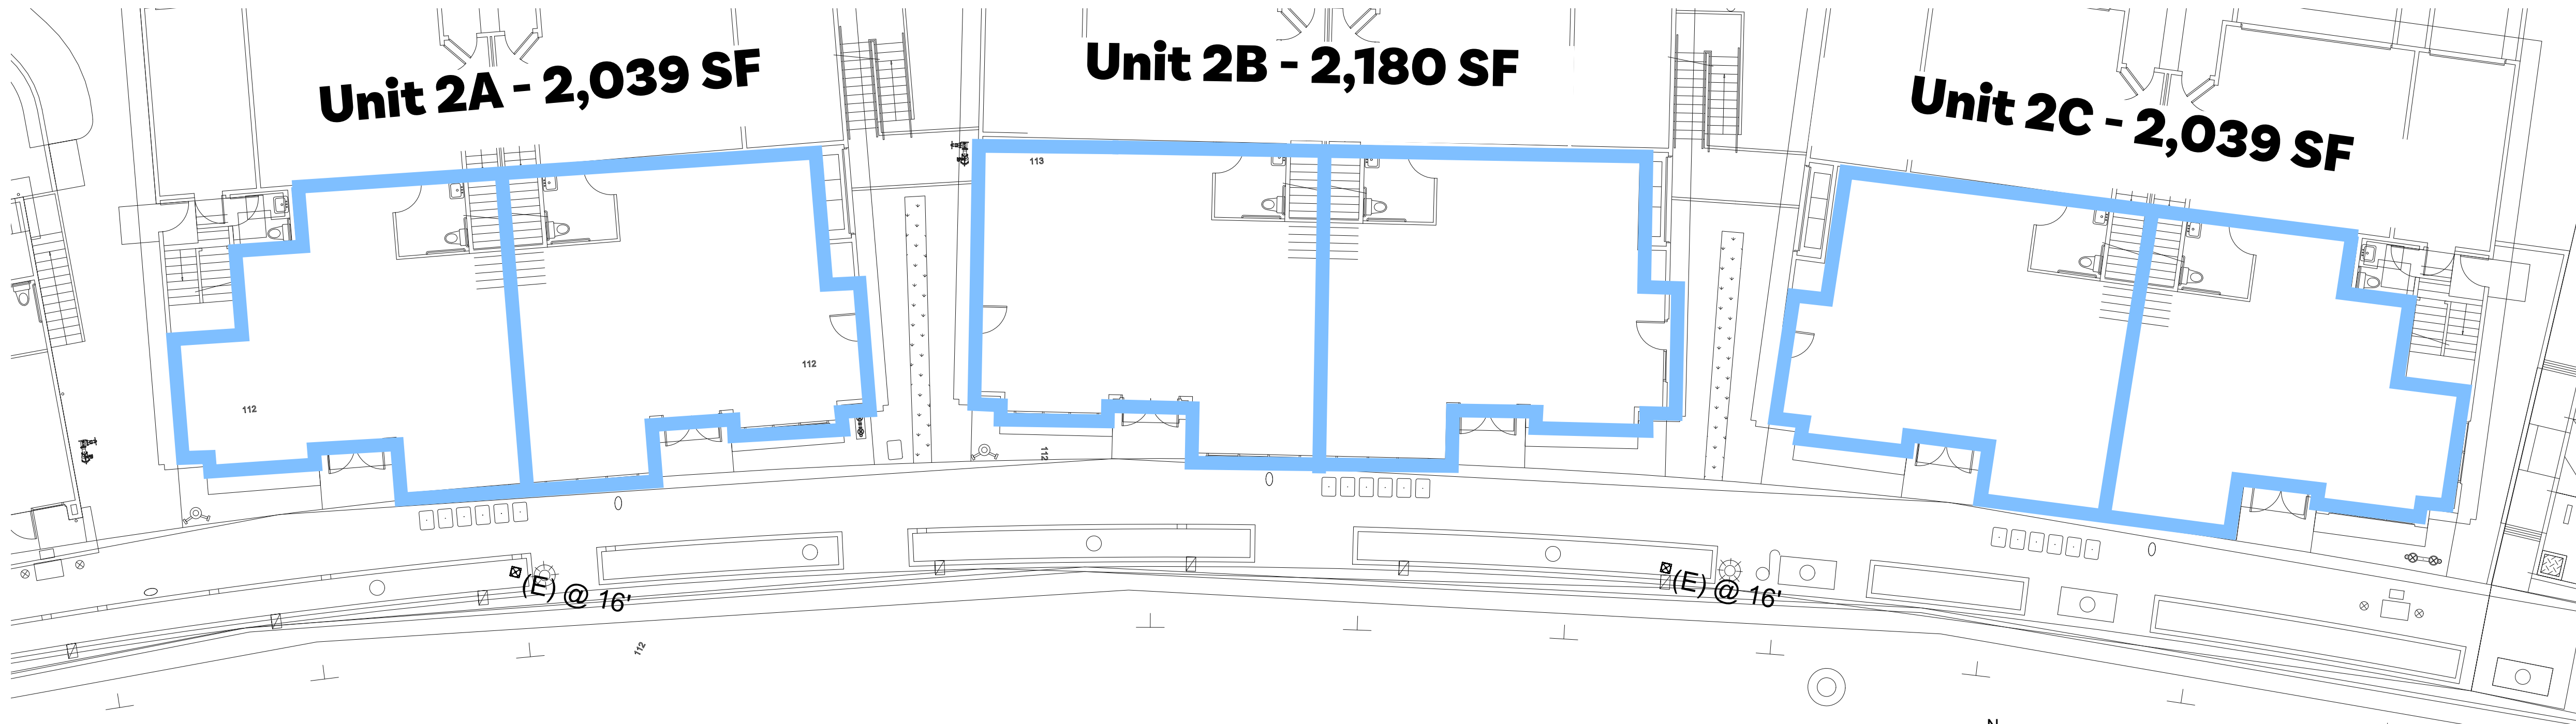 Unit 2A - 2,039 SF
Unit 2B - 2,180 SF
Unit 2C - 2,039 SF
113
112
112
112
(E) @ 16'
(E) @ 16'
112
N